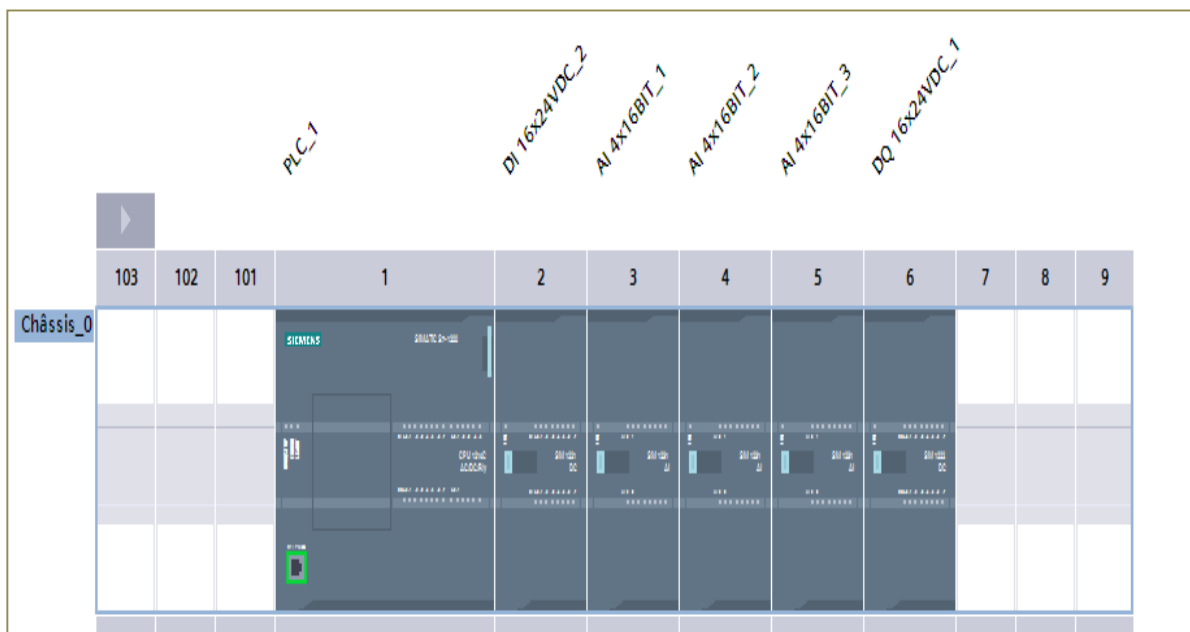 PLC_1
DI 16x24VDC_2
AI 4x16BIT_1
AI 4x16BIT_2
AI 4x16BIT_3
DQ 16x24VDC_1
103 102 101 1 2 3 4 5 6 7 8 9
Châssis_0
SIEMENS